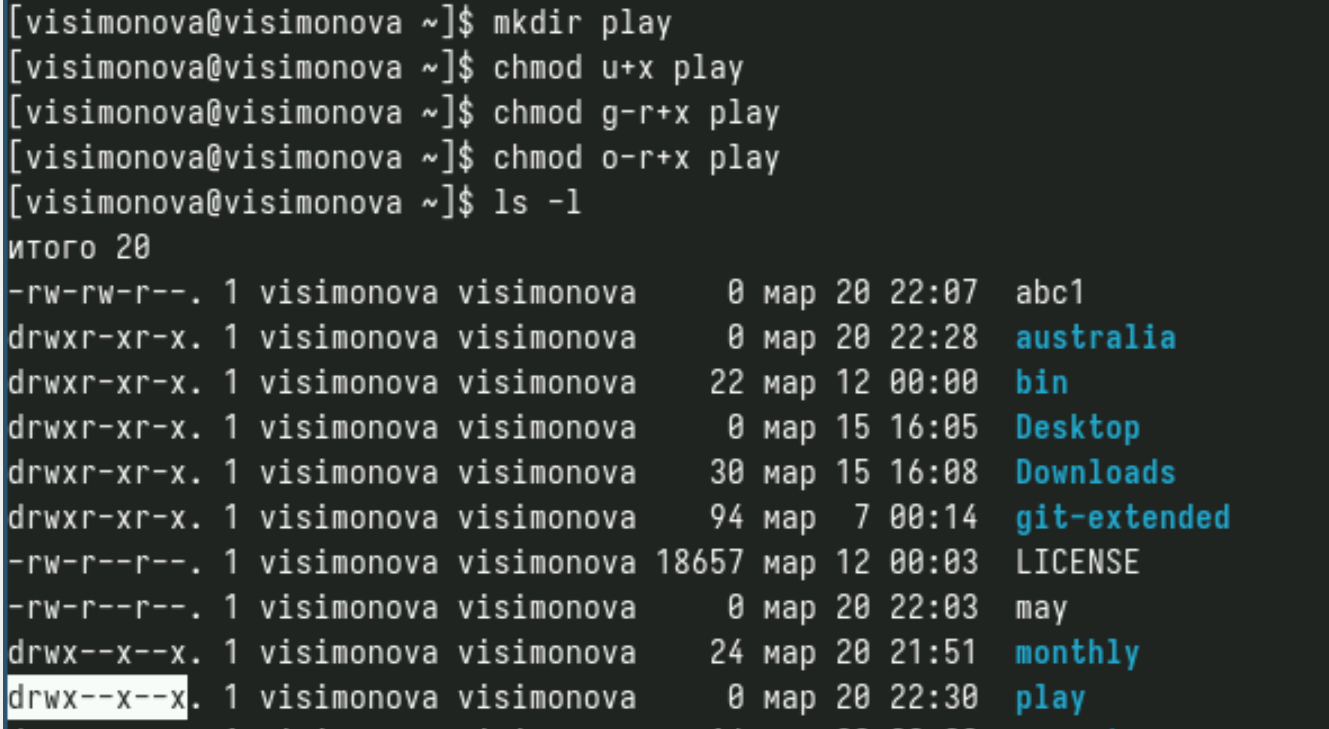 [visimonova@visimonova ~]$ mkdir play
[visimonova@visimonova ~]$ chmod u+x play
[visimonova@visimonova ~]$ chmod g-r+x play
[visimonova@visimonova ~]$ chmod o-r+x play
[visimonova@visimonova ~]$ ls -l
итого 20
-rw-rw-r--. 1 visimonova visimonova     0 мар 20 22:07  abc1
drwxr-xr-x. 1 visimonova visimonova     0 мар 20 22:28  australia
drwxr-xr-x. 1 visimonova visimonova    22 мар 12 00:00  bin
drwxr-xr-x. 1 visimonova visimonova     0 мар 15 16:05  Desktop
drwxr-xr-x. 1 visimonova visimonova    30 мар 15 16:08  Downloads
drwxr-xr-x. 1 visimonova visimonova    94 мар  7 00:14  git-extended
-rw-r--r--. 1 visimonova visimonova 18657 мар 12 00:03  LICENSE
-rw-r--r--. 1 visimonova visimonova     0 мар 20 22:03  may
drwx--x--x. 1 visimonova visimonova    24 мар 20 21:51  monthly
drwx--x--x. 1 visimonova visimonova     0 мар 20 22:30  play